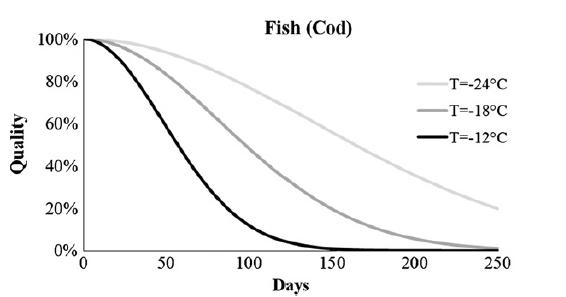 Fish (Cod)
100%
80%
60%
40%
20%
0%
Quality
T=-24°C
T=-18°C
T=-12°C
0 50 100 150 200 250
Days